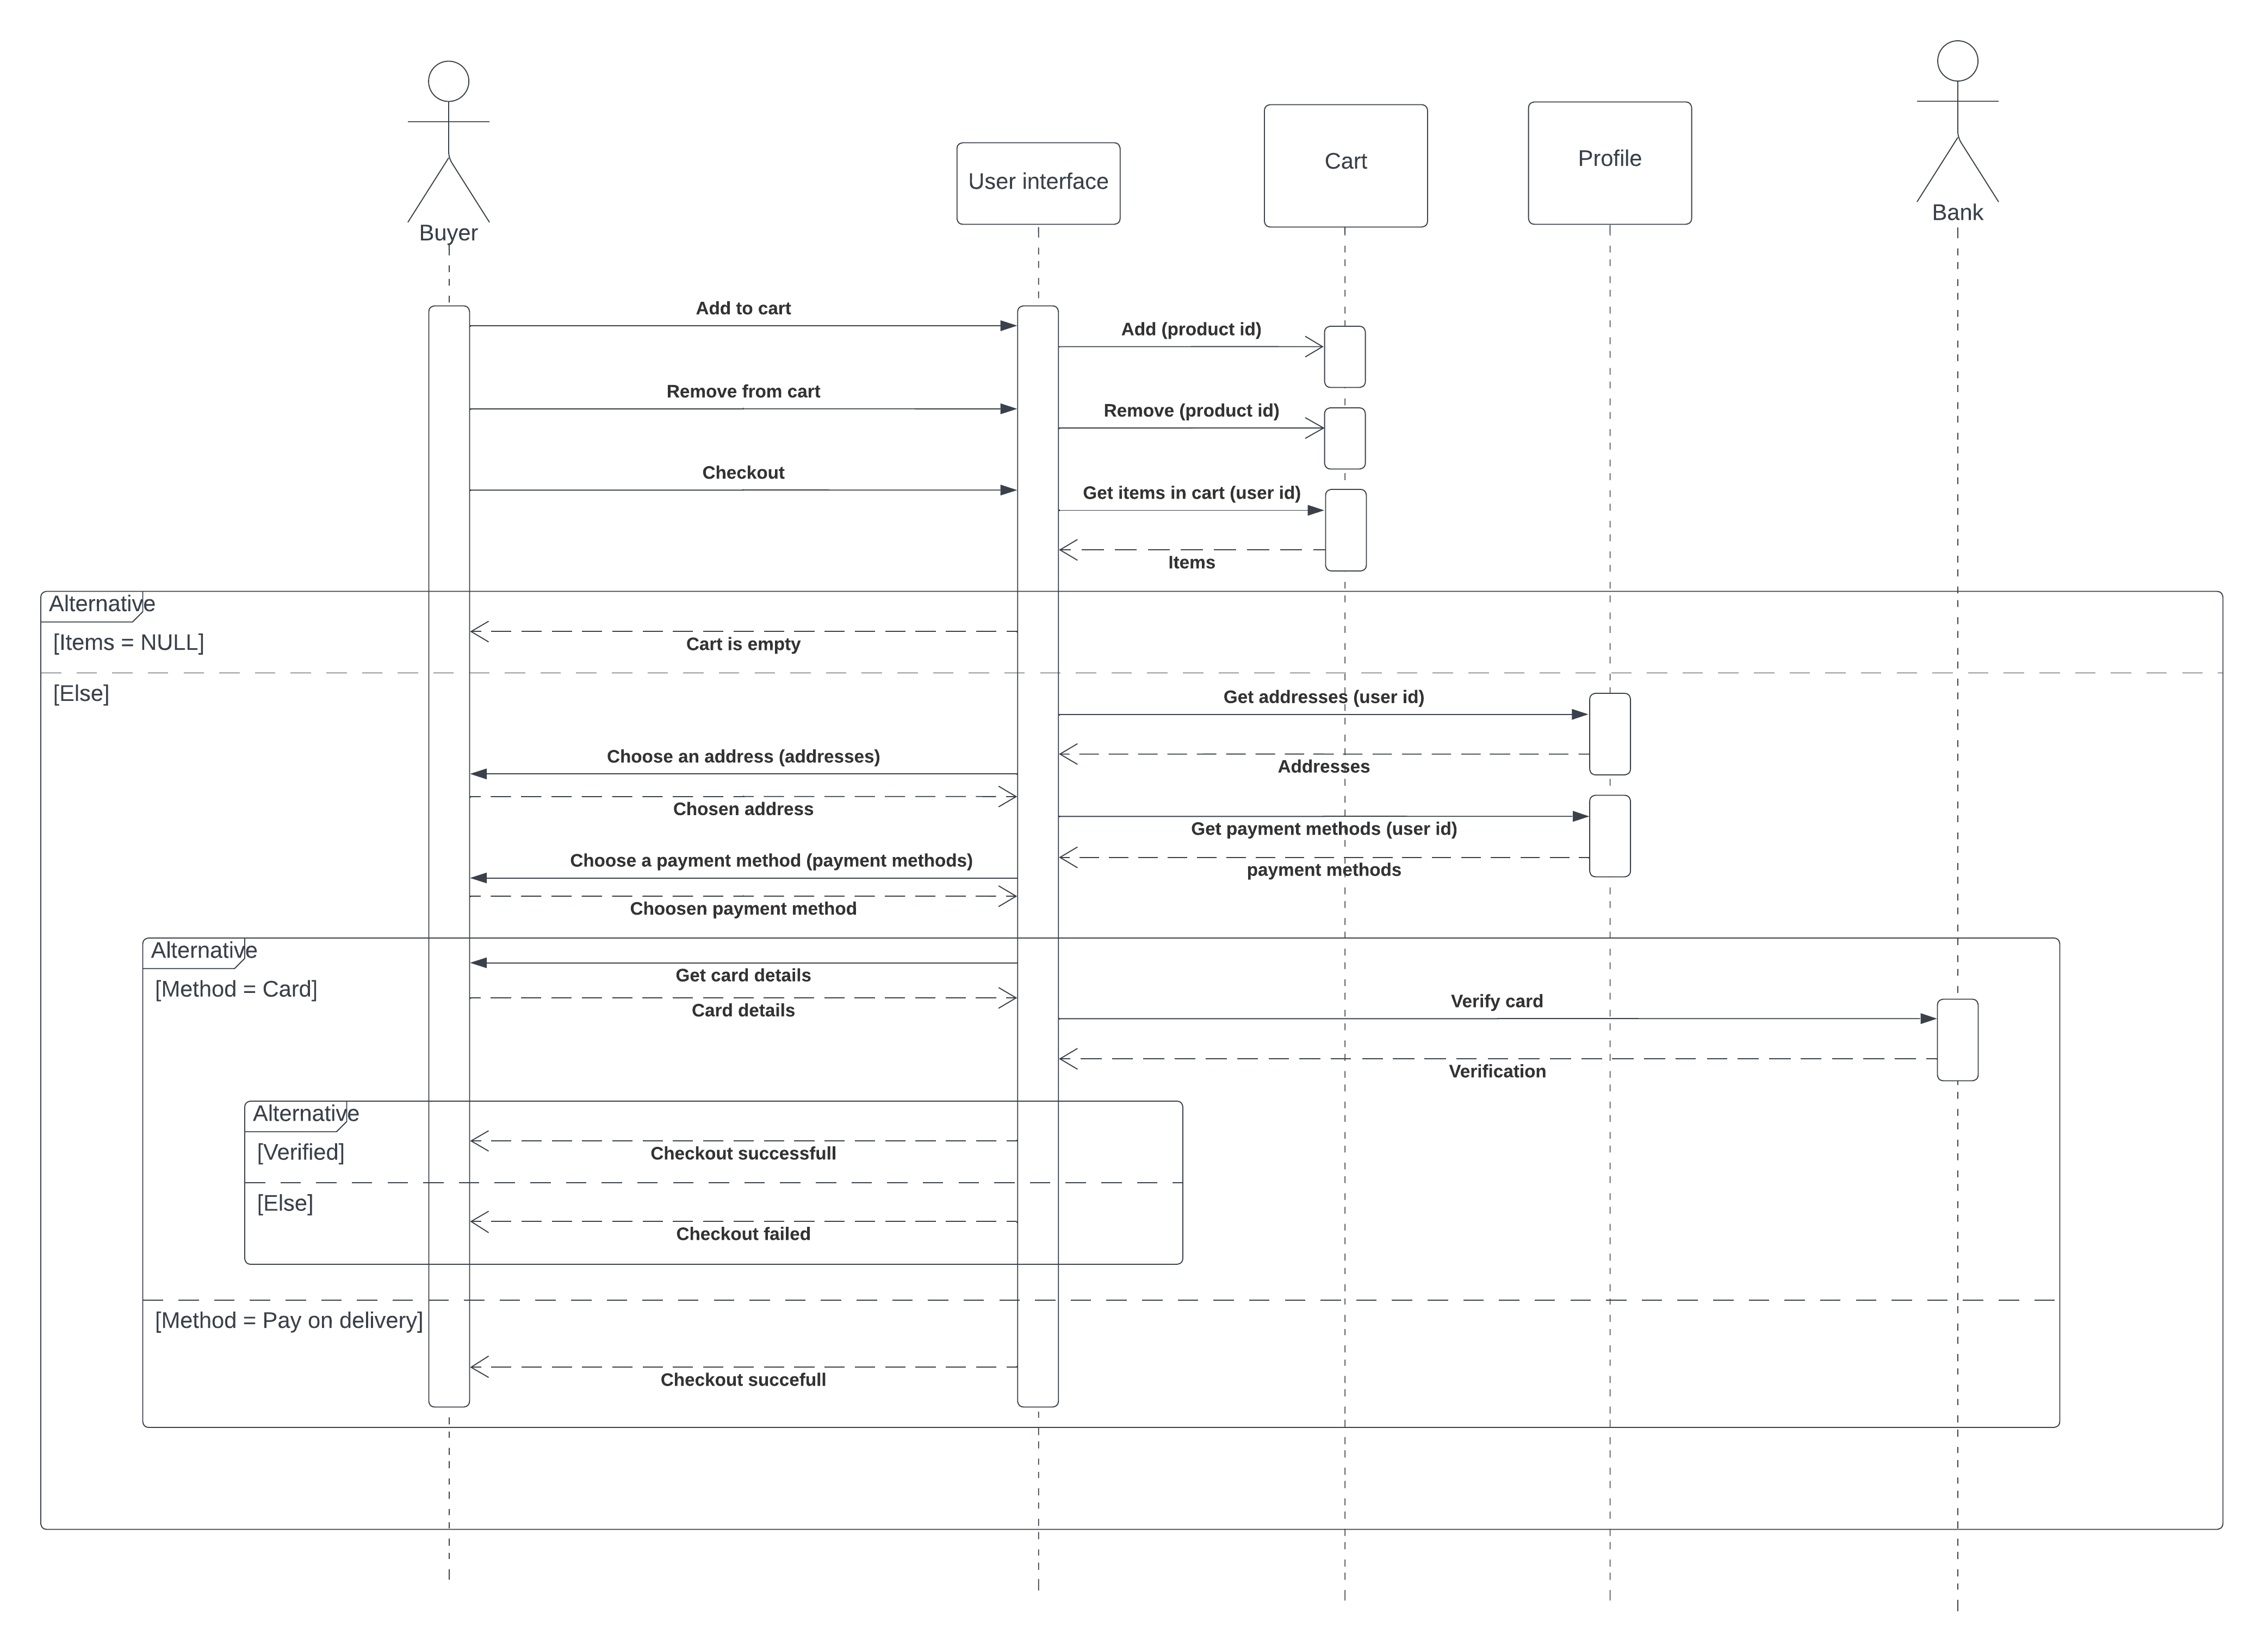 Buyer
User interface
Cart
Profile
Bank
Add to cart
Add (product id)
Remove from cart
Remove (product id)
Checkout
Get items in cart (user id)
Items
Alternative
[Items = NULL]
Cart is empty
[Else]
Get addresses (user id)
Choose an address (addresses)
Addresses
Chosen address
Get payment methods (user id)
Choose a payment method (payment methods)
payment methods
Choosen payment method
Alternative
[Method = Card]
Get card details
Card details
Verify card
Verification
Alternative
[Verified]
Checkout successfull
[Else]
Checkout failed
[Method = Pay on delivery]
Checkout succefull